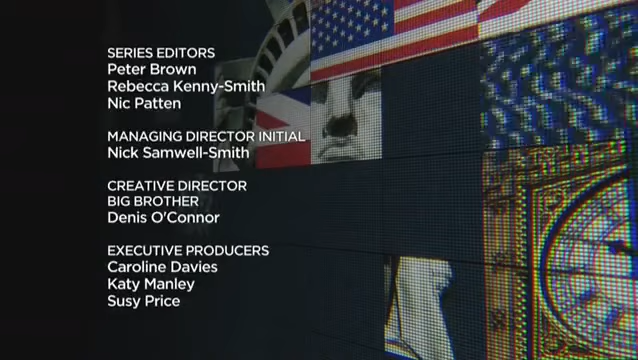 SERIES EDITORS
Peter Brown
Rebecca Kenny-Smith
Nic Patten
MANAGING DIRECTOR INITIAL
Nick Samwell-Smith
CREATIVE DIRECTOR
BIG BROTHER
Denis O'Connor
EXECUTIVE PRODUCERS
Caroline Davies
Katy Manley
Susy Price